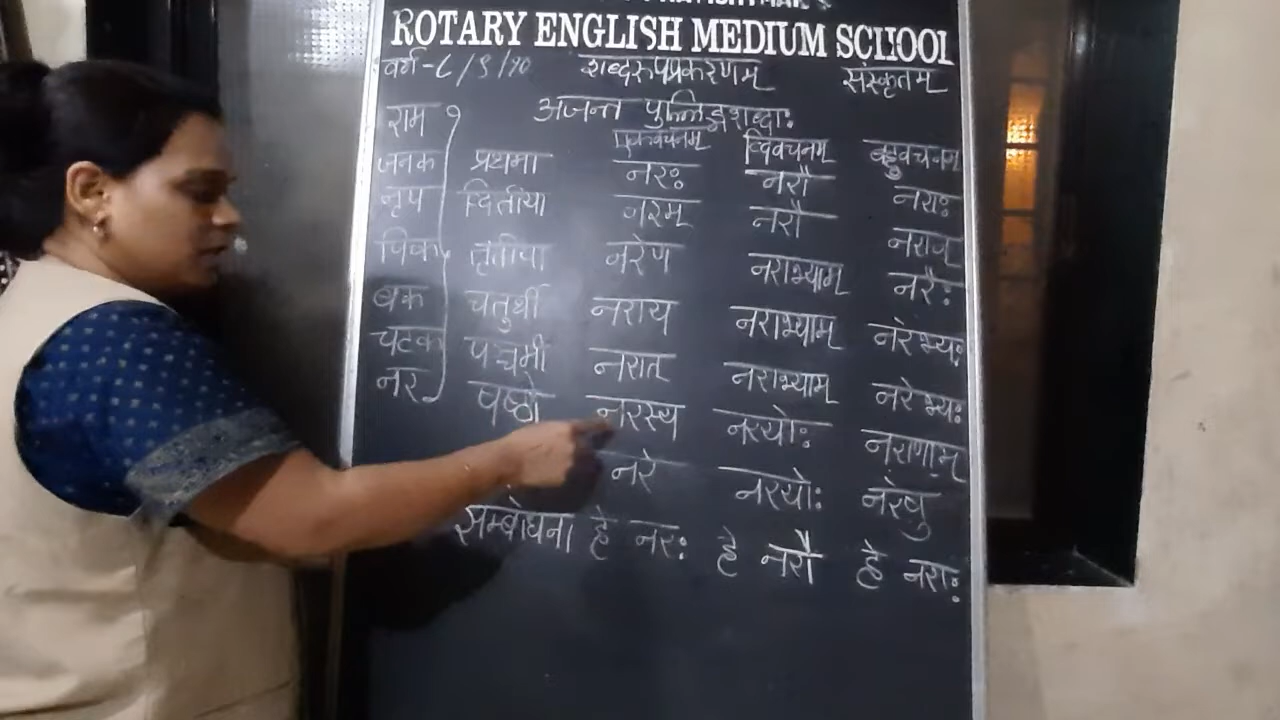 ROTARY ENGLISH MEDIUM SCHOOL
वर्ग-८/९/१० शब्दरुपप्रकरणम् संस्कृतम्
अजन्त पुल्लिङ्गशब्दाः
राम
जनक
नृप
पिक
बक
चटक
नर
एकवचनम् द्विवचनम् बहुवचनम्
प्रथमा नरः नरौ नराः
द्वितीया नरम् नरौ नरान्
तृतीया नरेण नराभ्याम् नरैः
चतुर्थी नराय नराभ्याम् नरेभ्यः
पञ्चमी नरात् नराभ्याम् नरेभ्यः
षष्ठी नरस्य नरयोः नराणाम्
नरे नरयोः नरेषु
सम्बोधना हे नरः हे नरौ हे नराः